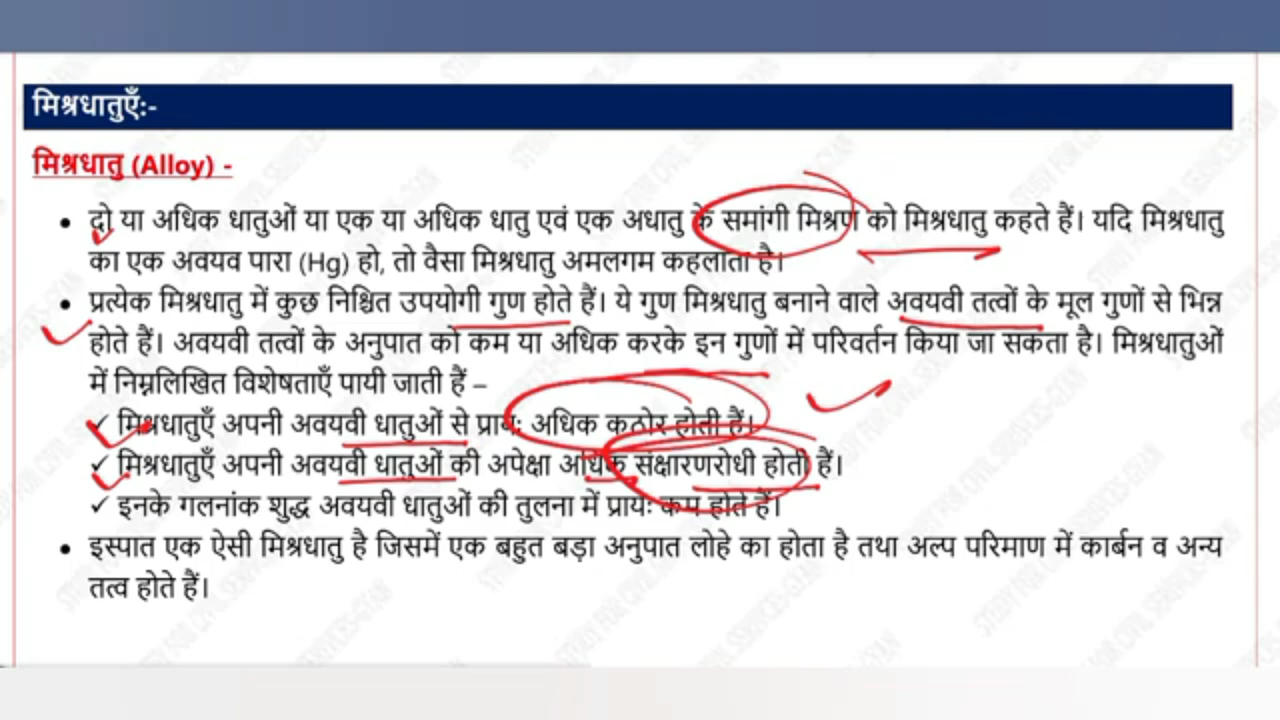 मिश्रधातुएँ:-
मिश्रधातु (Alloy) -
• दो या अधिक धातुओं या एक या अधिक धातु एवं एक अधातु के समांगी मिश्रण को मिश्रधातु कहते हैं। यदि मिश्रधातु
का एक अवयव पारा (Hg) हो, तो वैसा मिश्रधातु अमलगम कहलाता है।
• प्रत्येक मिश्रधातु में कुछ निश्चित उपयोगी गुण होते हैं। ये गुण मिश्रधातु बनाने वाले अवयवी तत्वों के मूल गुणों से भिन्न
होते हैं। अवयवी तत्वों के अनुपात को कम या अधिक करके इन गुणों में परिवर्तन किया जा सकता है। मिश्रधातुओं
में निम्नलिखित विशेषताएँ पायी जाती हैं –
✓ मिश्रधातुएँ अपनी अवयवी धातुओं से प्रायः अधिक कठोर होती हैं।
✓ मिश्रधातुएँ अपनी अवयवी धातुओं की अपेक्षा अधिक संक्षारणरोधी होती हैं।
✓ इनके गलनांक शुद्ध अवयवी धातुओं की तुलना में प्रायः कम होते हैं।
• इस्पात एक ऐसी मिश्रधातु है जिसमें एक बहुत बड़ा अनुपात लोहे का होता है तथा अल्प परिमाण में कार्बन व अन्य
तत्व होते हैं।